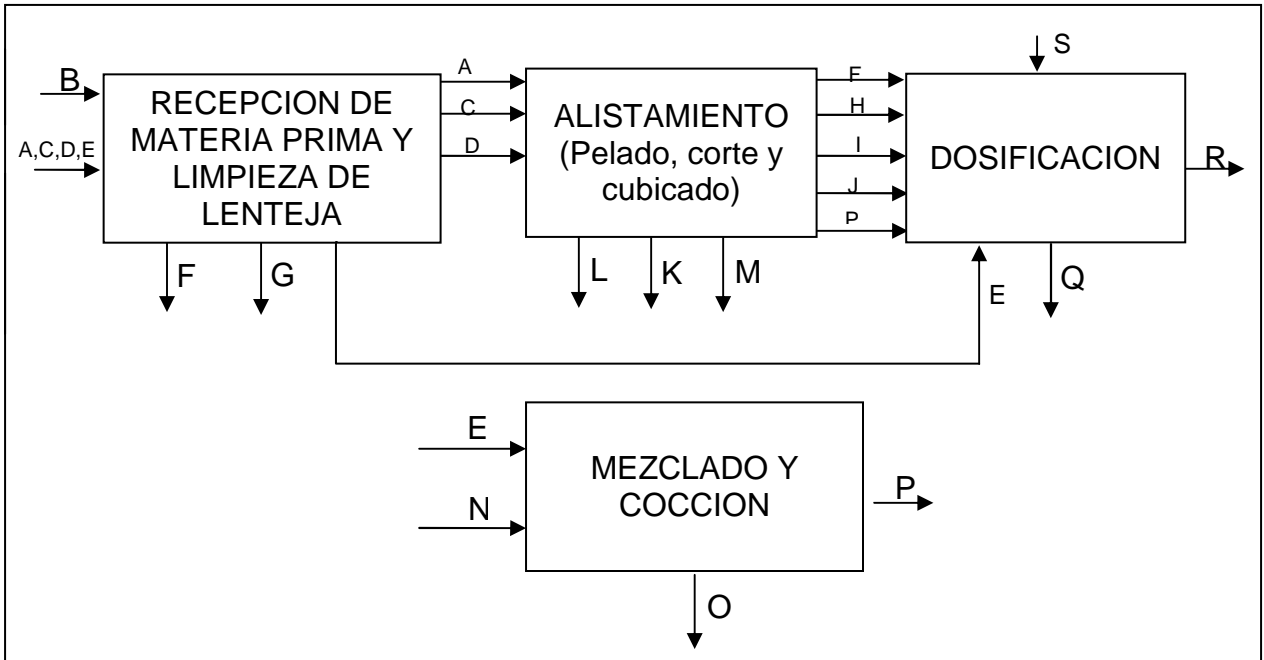 S
B
A,C,D,E
RECEPCION DE
MATERIA PRIMA Y
LIMPIEZA DE
LENTEJA
A
C
D
ALISTAMIENTO
(Pelado, corte y
cubicado)
F
H
I
J
P
DOSIFICACION
R
F
G
L
K
M
E
Q
E
N
MEZCLADO Y
COCCION
P
O